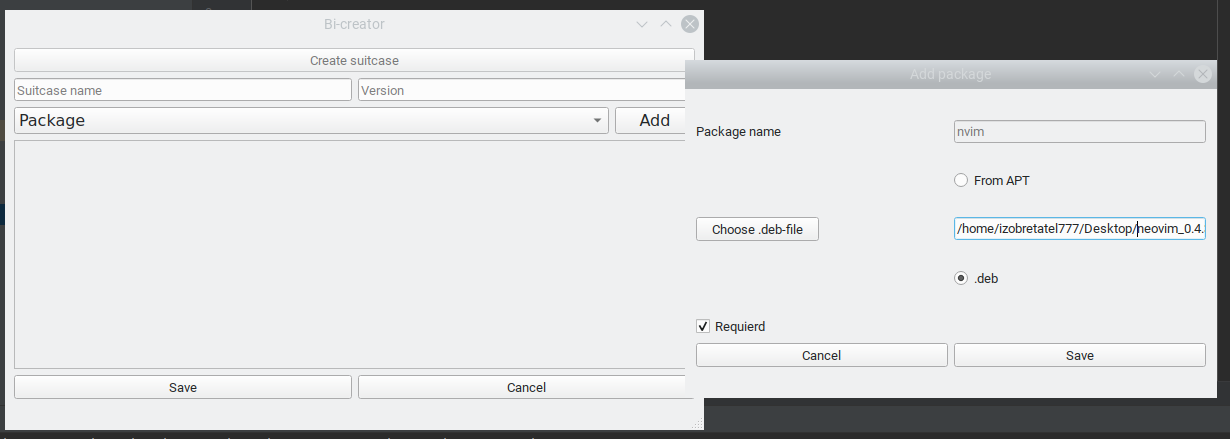 Bi-creator
Create suitcase
Suitcase name
Version
Package
Add
Save
Cancel
Add package
Package name
nvim
From APT
Choose .deb-file
/home/izobretatel777/Desktop/neovim_0.4.
.deb
Requierd
Cancel
Save